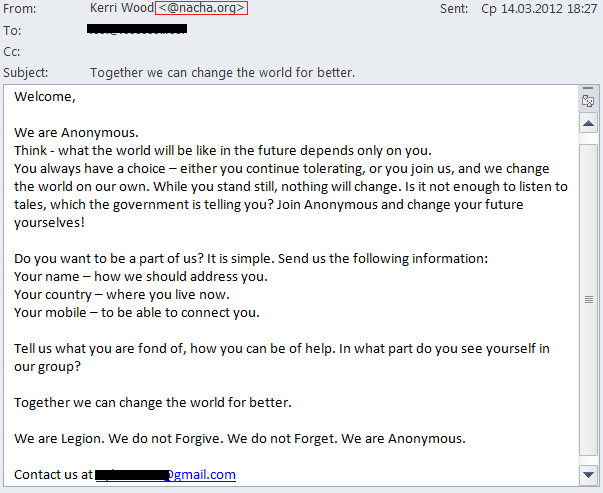 From: Kerri Wood <@nacha.org> Sent: Ср 14.03.2012 18:27
To:
Cc:
Subject: Together we can change the world for better.
Welcome,
We are Anonymous.
Think - what the world will be like in the future depends only on you.
You always have a choice – either you continue tolerating, or you join us, and we change
the world on our own. While you stand still, nothing will change. Is it not enough to listen to
tales, which the government is telling you? Join Anonymous and change your future
yourselves!
Do you want to be a part of us? It is simple. Send us the following information:
Your name – how we should address you.
Your country – where you live now.
Your mobile – to be able to connect you.
Tell us what you are fond of, how you can be of help. In what part do you see yourself in
our group?
Together we can change the world for better.
We are Legion. We do not Forgive. We do not Forget. We are Anonymous.
Contact us at @gmail.com